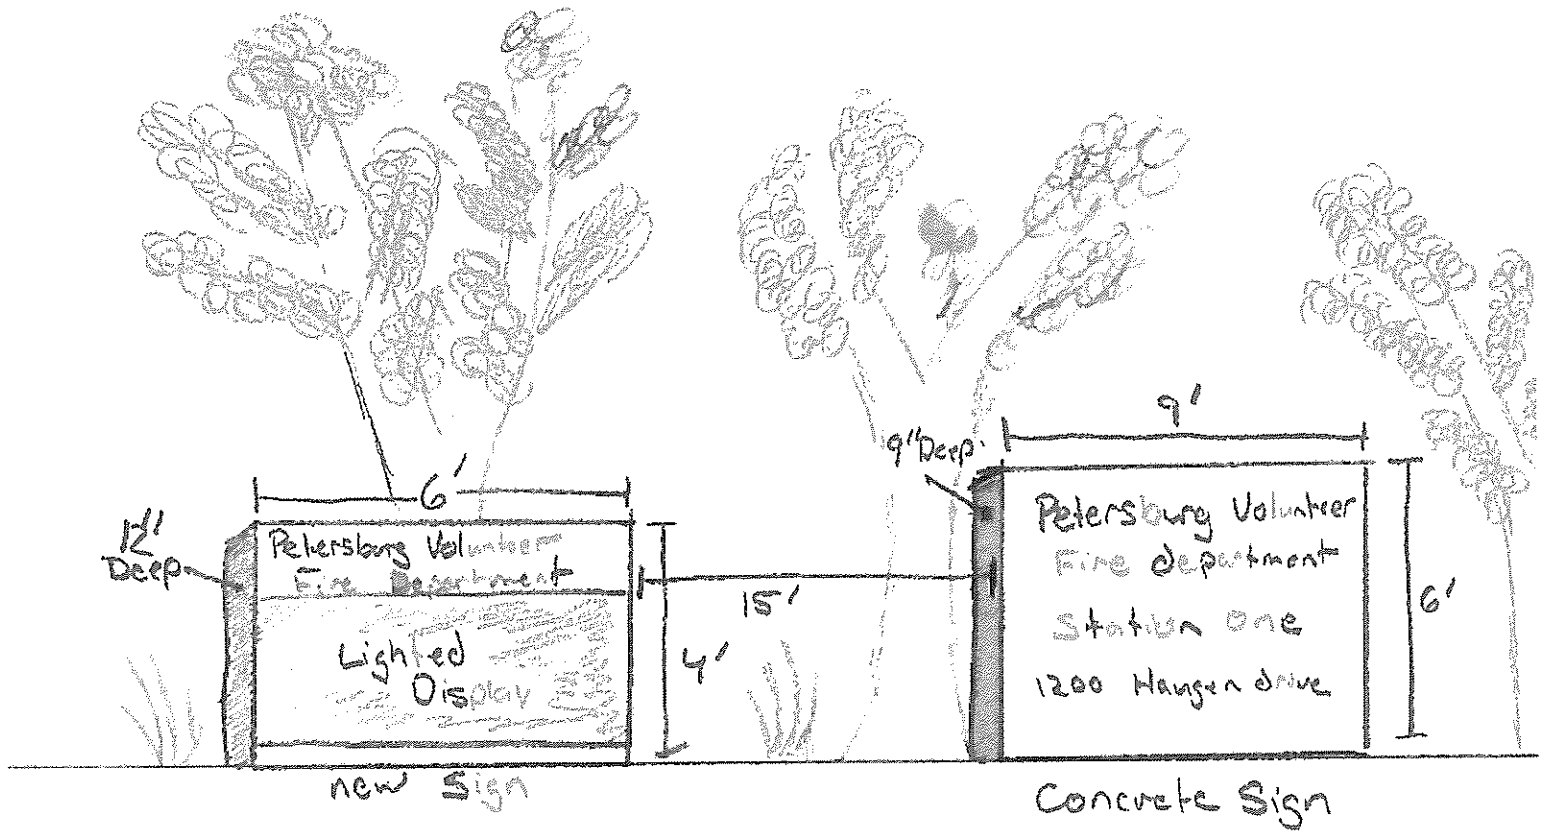 9'
9" Deep
6'
12"
Deep
Petersburg Volunteer
Fire Department
15'
Lighted
Display
4'
new Sign
Petersburg Volunteer
Fire department
Station One
1200 Haugen drive
6'
Concrete Sign